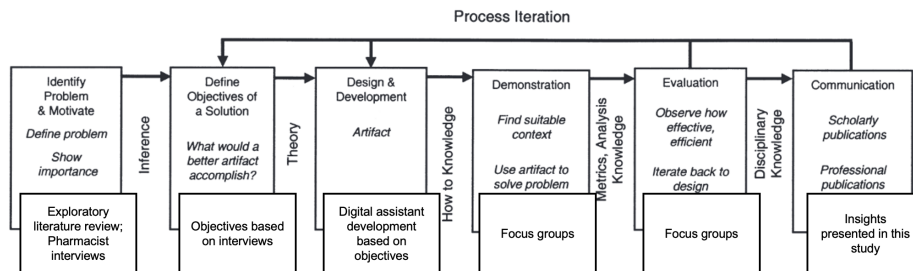 Process Iteration
Identify
Problem
& Motivate
Define problem
Show
importance
Exploratory
literature review;
Pharmacist
interviews
Inference
Define
Objectives of
a Solution
What would a
better artifact
accomplish?
Objectives based
on interviews
Theory
Design &
Development
Artifact
Digital assistant
development
based on
objectives
How to Knowledge
Demonstration
Find suitable
context
Use artifact to
solve problem
Focus groups
Metrics, Analysis
Knowledge
Evaluation
Observe how
effective,
efficient
Iterate back to
design
Focus groups
Disciplinary
Knowledge
Communication
Scholarly
publications
Professional
publications
Insights
presented in this
study